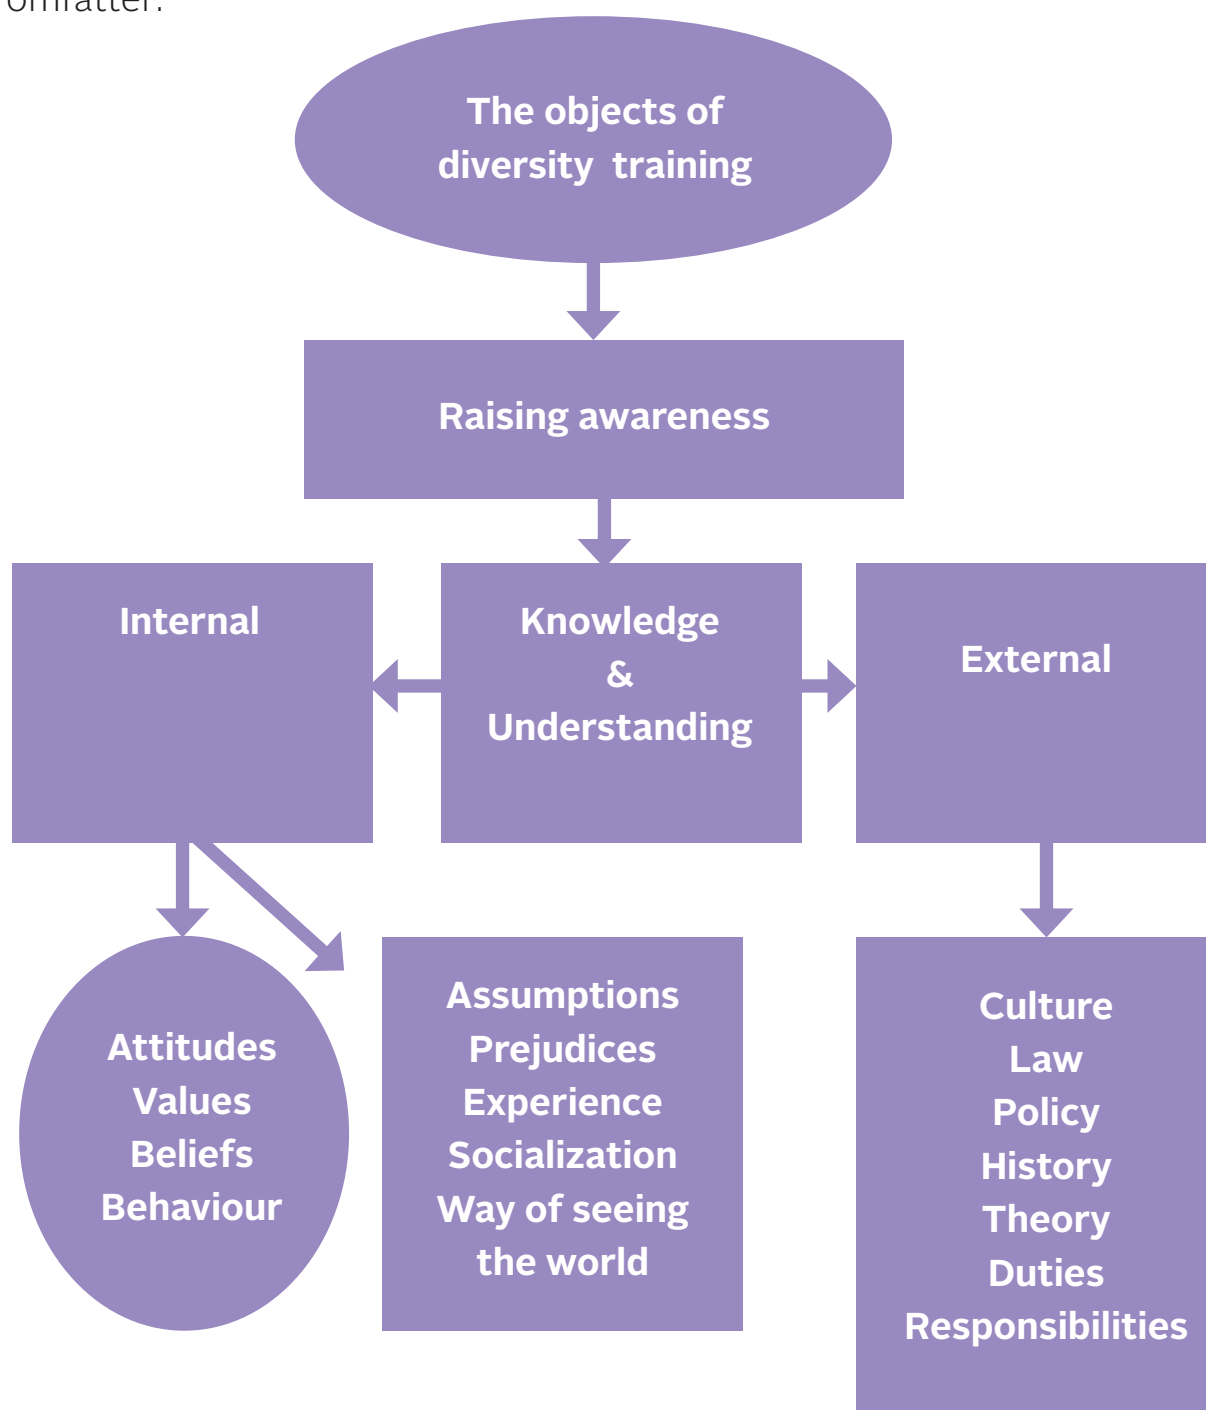 omfatter:
The objects of
diversity training
Raising awareness
Internal
Knowledge
&
Understanding
External
Attitudes
Values
Beliefs
Behaviour
Assumptions
Prejudices
Experience
Socialization
Way of seeing
the world
Culture
Law
Policy
History
Theory
Duties
Responsibilities